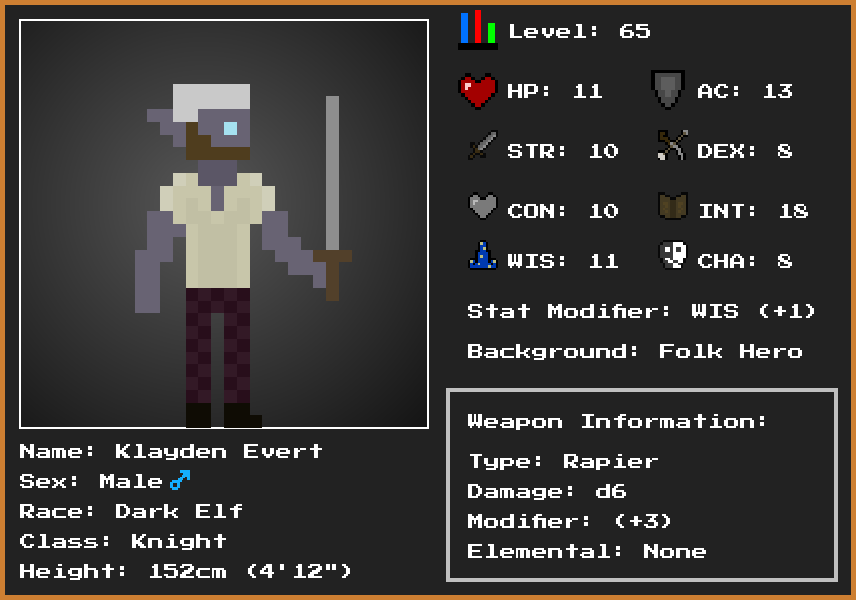 Level: 65
HP: 11
AC: 13
STR: 10
DEX: 8
CON: 10
INT: 18
WIS: 11
CHA: 8
Stat Modifier: WIS (+1)
Background: Folk Hero
Weapon Information:
Type: Rapier
Damage: d6
Modifier: (+3)
Elemental: None
Name: Klayden Evert
Sex: Male♂
Race: Dark Elf
Class: Knight
Height: 152cm (4'12")